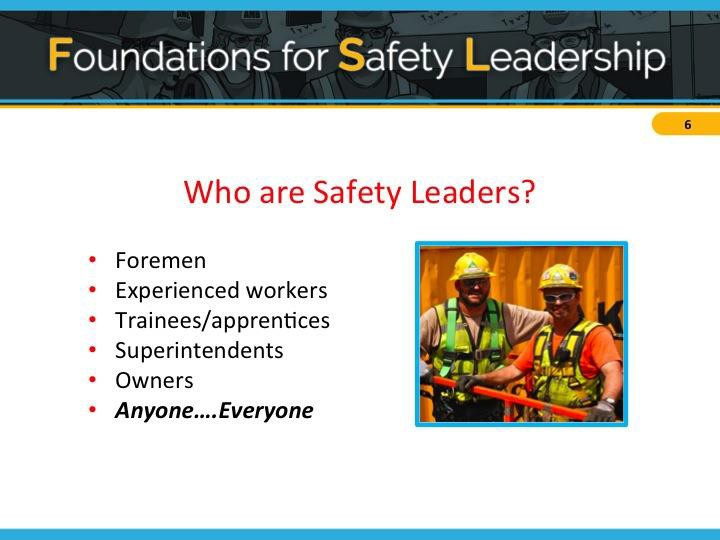 Foundations for Safety Leadership
6
Who are Safety Leaders?
• Foremen
• Experienced workers
• Trainees/apprentices
• Superintendents
• Owners
• Anyone….Everyone